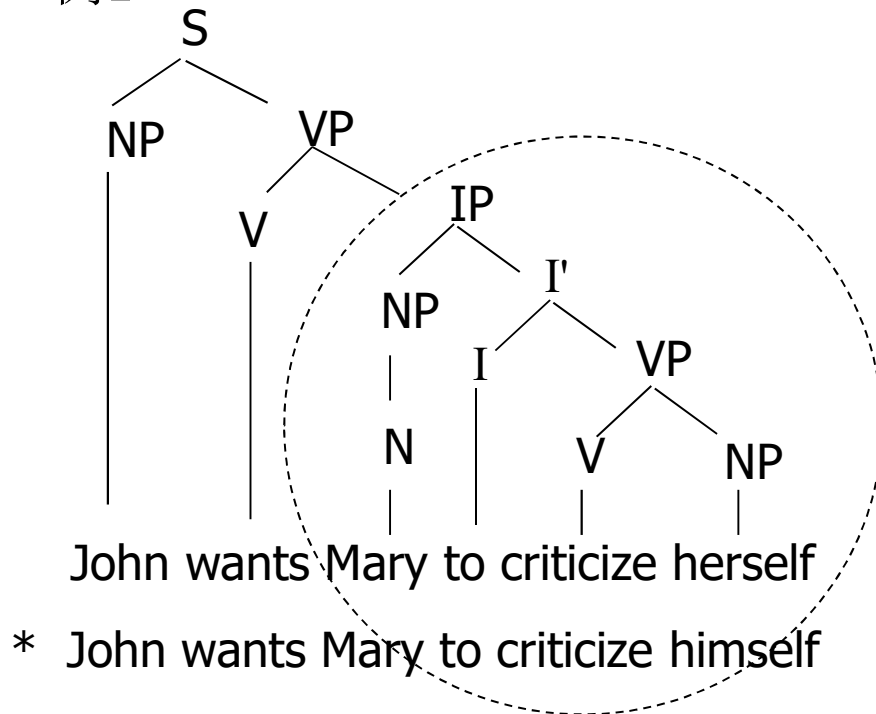 S
NP VP
V IP
NP I'
I VP
N V NP
John wants Mary to criticize herself
* John wants Mary to criticize himself